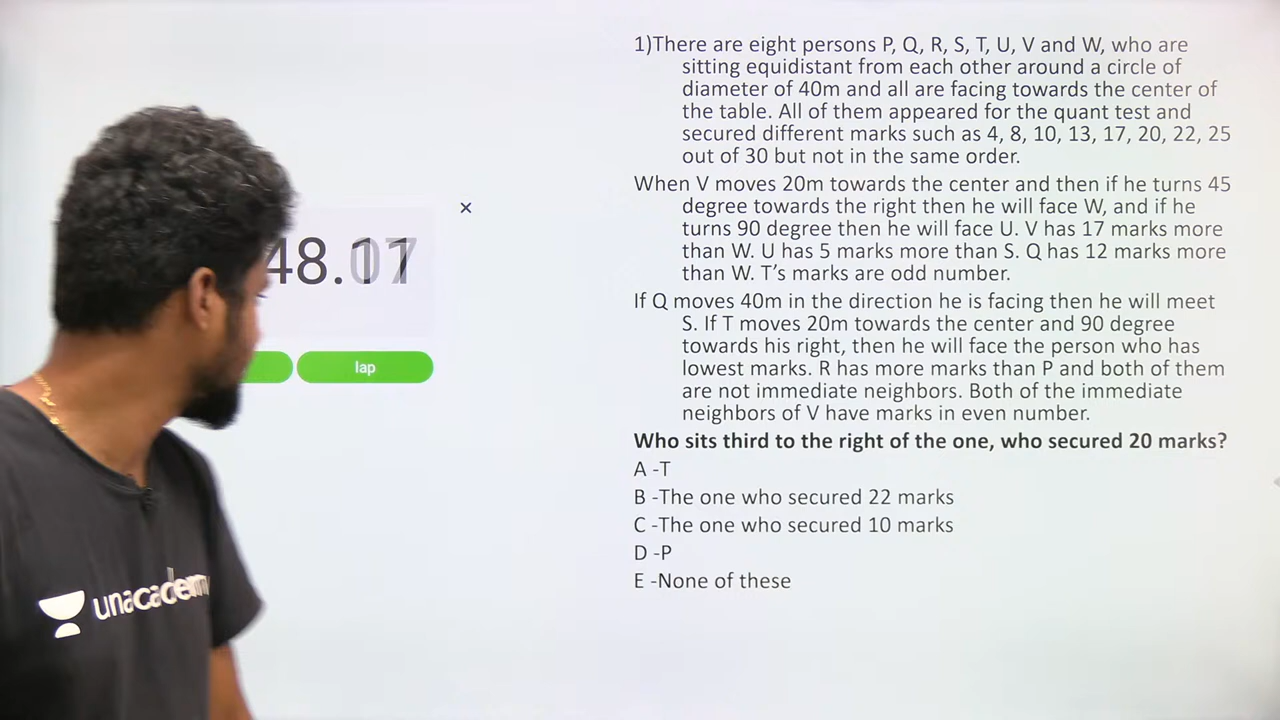 1)There are eight persons P, Q, R, S, T, U, V and W, who are
sitting equidistant from each other around a circle of
diameter of 40m and all are facing towards the center of
the table. All of them appeared for the quant test and
secured different marks such as 4, 8, 10, 13, 17, 20, 22, 25
out of 30 but not in the same order.
When V moves 20m towards the center and then if he turns 45
degree towards the right then he will face W, and if he
turns 90 degree then he will face U. V has 17 marks more
than W. U has 5 marks more than S. Q has 12 marks more
than W. T's marks are odd number.
If Q moves 40m in the direction he is facing then he will meet
S. If T moves 20m towards the center and 90 degree
towards his right, then he will face the person who has
lowest marks. R has more marks than P and both of them
are not immediate neighbors. Both of the immediate
neighbors of V have marks in even number.
Who sits third to the right of the one, who secured 20 marks?
A -T
B -The one who secured 22 marks
C -The one who secured 10 marks
D -P
E -None of these
×
lap
unacademy